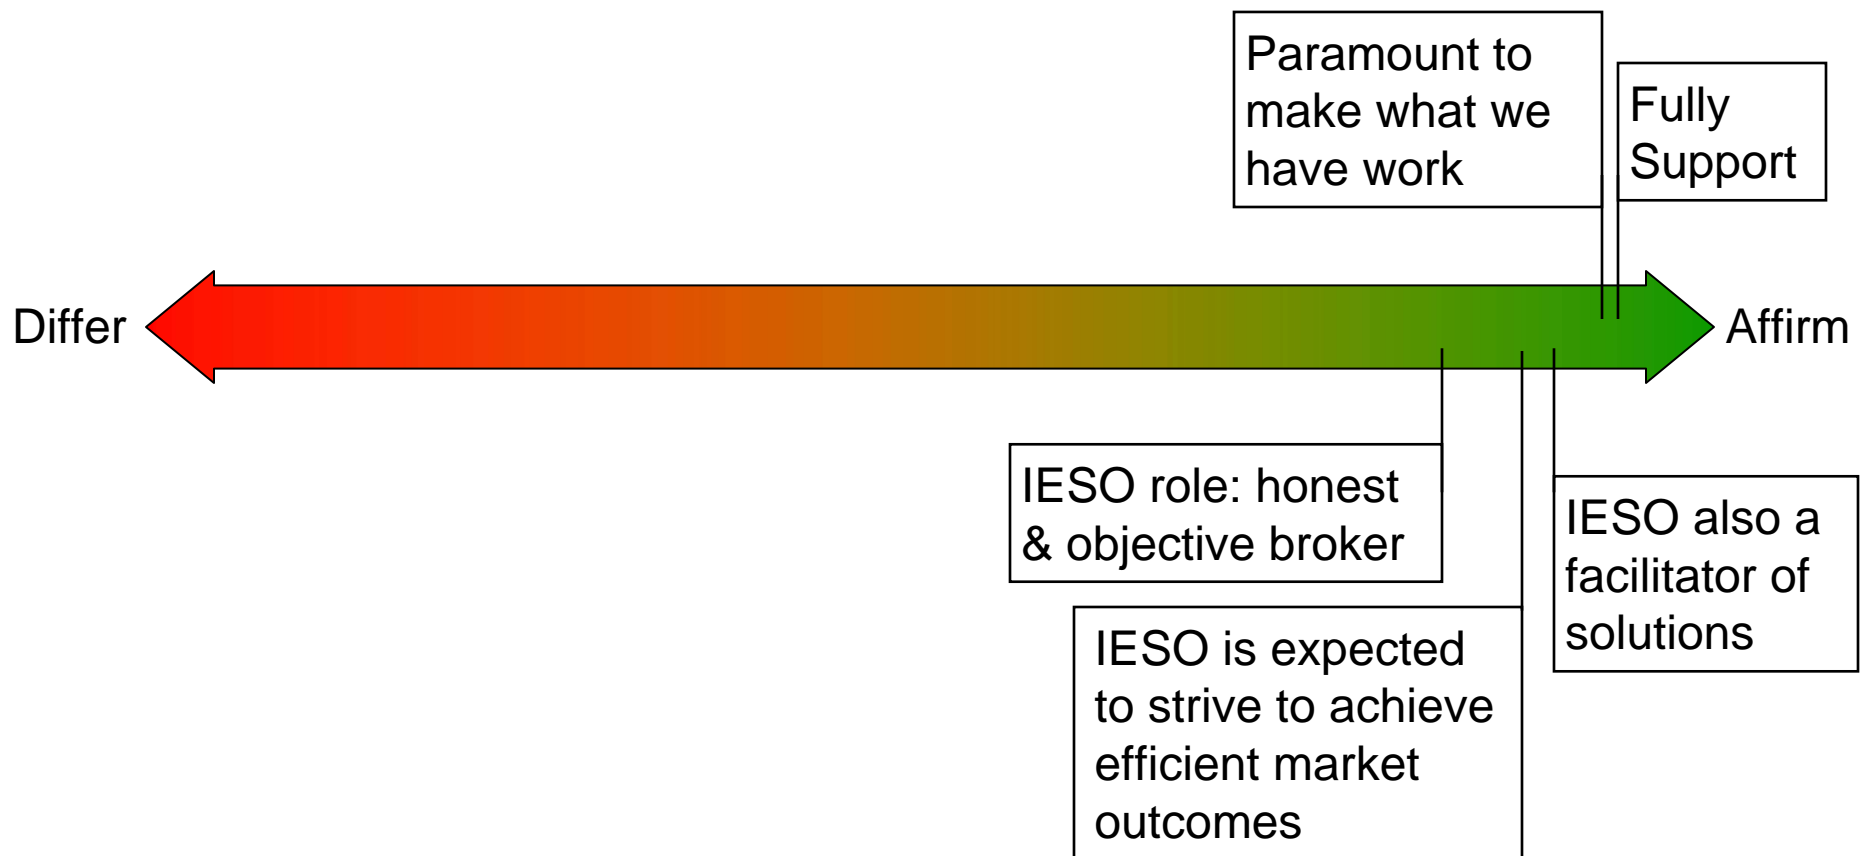 Paramount to
make what we
have work
Fully
Support
Differ
Affirm
IESO role: honest
& objective broker
IESO also a
facilitator of
solutions
IESO is expected
to strive to achieve
efficient market
outcomes